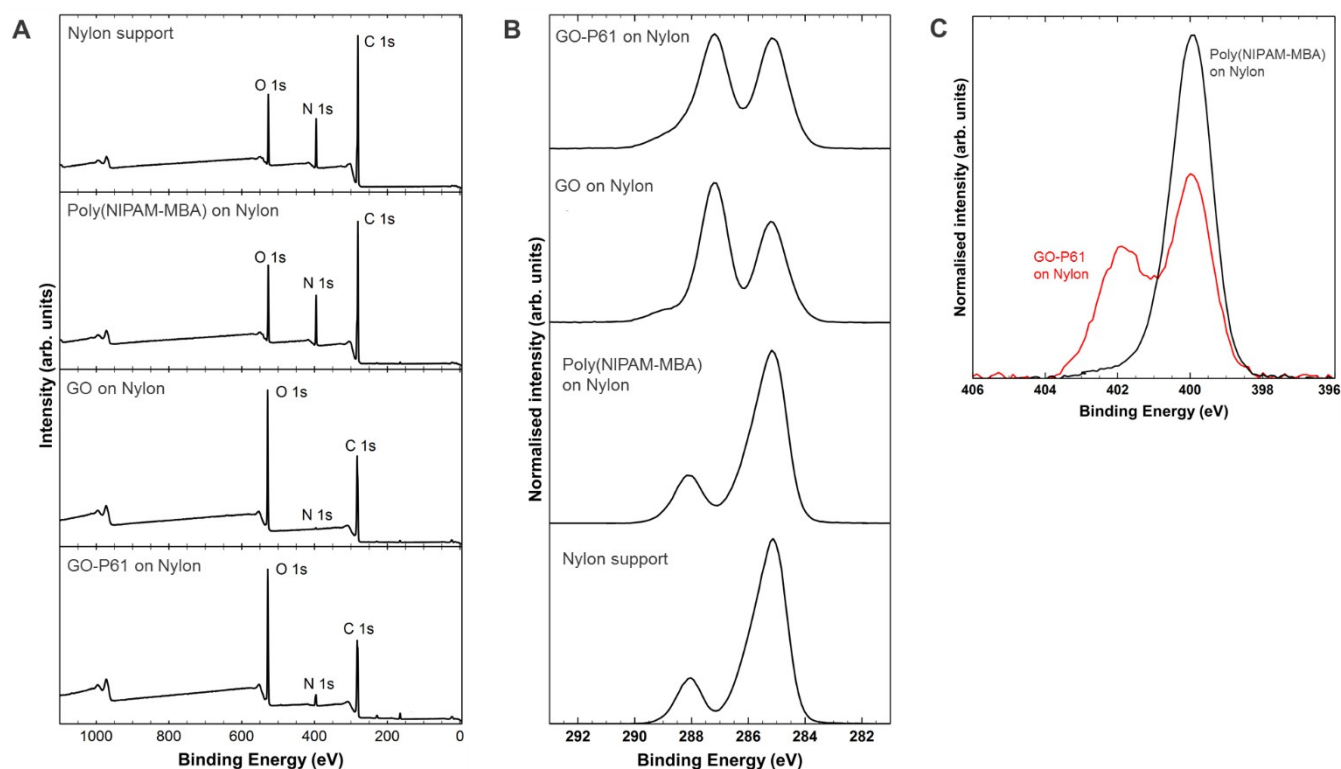 A
Nylon support
C 1s
O 1s
N 1s
Poly(NIPAM-MBA) on Nylon
C 1s
O 1s
N 1s
GO on Nylon
O 1s
C 1s
N 1s
GO-P61 on Nylon
O 1s
C 1s
N 1s
Intensity (arb. units)
1000 800 600 400 200 0
Binding Energy (eV)
B
GO-P61 on Nylon
GO on Nylon
Poly(NIPAM-MBA)
on Nylon
Nylon support
Normalised intensity (arb. units)
292 290 288 286 284 282
Binding Energy (eV)
C
Poly(NIPAM-MBA)
on Nylon
GO-P61
on Nylon
Normalised intensity (arb. units)
406 404 402 400 398 396
Binding Energy (eV)